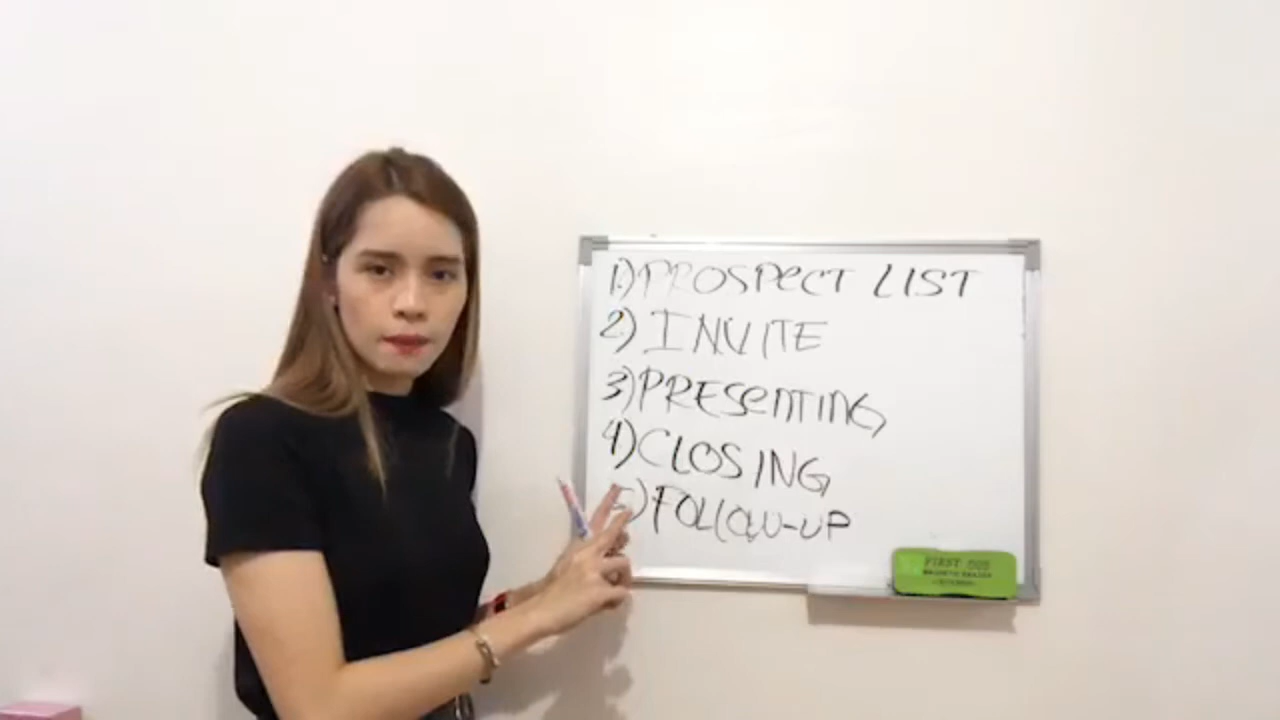 1.) PROSPECT LIST
2.) INVITE
3.) PRESENTING
4.) CLOSING
5.) FOLLOW-UP
FIRST